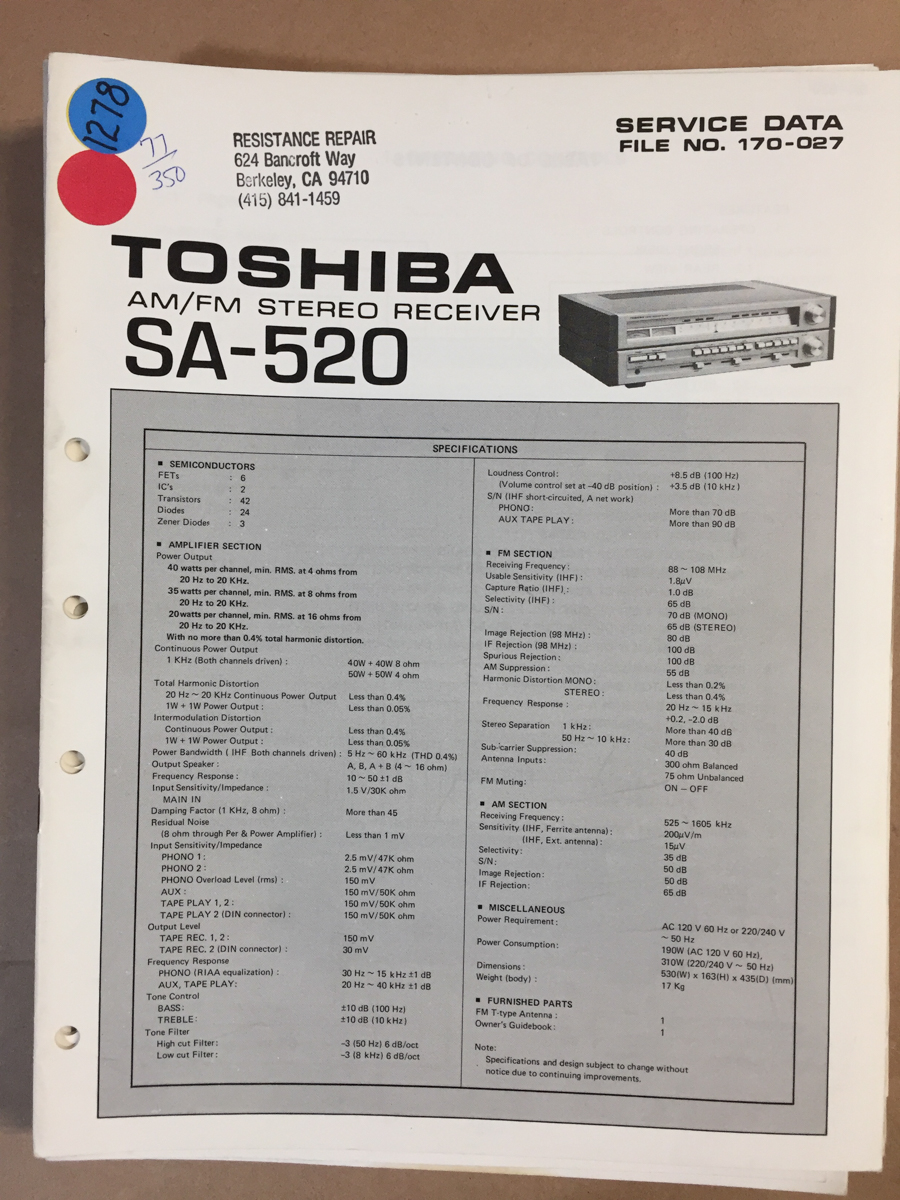 1278
77
350
RESISTANCE REPAIR
624 Bancroft Way
Berkeley, CA 94710
(415) 841-1459
SERVICE DATA
FILE NO. 170-027
TOSHIBA
AM/FM STEREO RECEIVER
SA-520
SPECIFICATIONS
■ SEMICONDUCTORS
FETs : 6
IC's : 2
Transistors : 42
Diodes : 24
Zener Diodes : 3
■ AMPLIFIER SECTION
Power Output
40 watts per channel, min. RMS. at 4 ohms from
20 Hz to 20 KHz.
35 watts per channel, min. RMS. at 8 ohms from
20 Hz to 20 KHz.
20 watts per channel, min. RMS. at 16 ohms from
20 Hz to 20 KHz.
With no more than 0.4% total harmonic distortion.
Continuous Power Output
1 KHz (Both channels driven) : 40W + 40W 8 ohm
50W + 50W 4 ohm
Total Harmonic Distortion
20 Hz ~ 20 KHz Continuous Power Output Less than 0.4%
1W + 1W Power Output : Less than 0.05%
Intermodulation Distortion
Continuous Power Output : Less than 0.4%
1W + 1W Power Output : Less than 0.05%
Power Bandwidth ( IHF Both channels driven) : 5 Hz ~ 60 kHz (THD 0.4%)
Output Speaker : A, B, A + B (4 ~ 16 ohm)
Frequency Response : 10 ~ 50 ±1 dB
Input Sensitivity/Impedance : 1.5 V/30K ohm
MAIN IN
Damping Factor (1 KHz, 8 ohm) : More than 45
Residual Noise
(8 ohm through Per & Power Amplifier) : Less than 1 mV
Input Sensitivity/Impedance
PHONO 1 : 2.5 mV/47K ohm
PHONO 2 : 2.5 mV/47K ohm
PHONO Overload Level (rms) : 150 mV
AUX : 150 mV/50K ohm
TAPE PLAY 1, 2 : 150 mV/50K ohm
TAPE PLAY 2 (DIN connector) : 150 mV/50K ohm
Output Level
TAPE REC. 1, 2 : 150 mV
TAPE REC. 2 (DIN connector) : 30 mV
Frequency Response
PHONO (RIAA equalization) : 30 Hz ~ 15 kHz ±1 dB
AUX, TAPE PLAY: 20 Hz ~ 40 kHz ±1 dB
Tone Control
BASS: ±10 dB (100 Hz)
TREBLE: ±10 dB (10 kHz)
Tone Filter
High cut Filter: -3 (50 Hz) 6 dB/oct
Low cut Filter: -3 (8 kHz) 6 dB/oct
Loudness Control: +8.5 dB (100 Hz)
(Volume control set at -40 dB position) : +3.5 dB (10 kHz)
S/N (IHF short-circuited, A net work)
PHONO: More than 70 dB
AUX TAPE PLAY: More than 90 dB
■ FM SECTION
Receiving Frequency: 88 ~ 108 MHz
Usable Sensitivity (IHF) : 1.8μV
Capture Ratio (IHF) : 1.0 dB
Selectivity (IHF) : 65 dB
S/N: 70 dB (MONO)
65 dB (STEREO)
Image Rejection (98 MHz) : 80 dB
IF Rejection (98 MHz) : 100 dB
Spurious Rejection: 100 dB
AM Suppression: 55 dB
Harmonic Distortion MONO: Less than 0.2%
STEREO: Less than 0.4%
Frequency Response : 20 Hz ~ 15 kHz
+0.2, -2.0 dB
Stereo Separation 1 kHz: More than 40 dB
50 Hz ~ 10 kHz: More than 30 dB
Sub-carrier Suppression: 40 dB
Antenna Inputs: 300 ohm Balanced
75 ohm Unbalanced
FM Muting: ON - OFF
■ AM SECTION
Receiving Frequency: 525 ~ 1605 kHz
Sensitivity (IHF, Ferrite antenna) : 200μV/m
(IHF, Ext. antenna) : 15μV
Selectivity: 35 dB
S/N: 50 dB
Image Rejection: 50 dB
IF Rejection: 65 dB
■ MISCELLANEOUS
Power Requirement: AC 120 V 60 Hz or 220/240 V
~ 50 Hz
Power Consumption: 190W (AC 120 V 60 Hz),
310W (220/240 V ~ 50 Hz)
Dimensions : 530(W) x 163(H) x 435(D) (mm)
Weight (body) : 17 Kg
■ FURNISHED PARTS
FM T-type Antenna : 1
Owner's Guidebook : 1
Note:
Specifications and design subject to change without
notice due to continuing improvements.